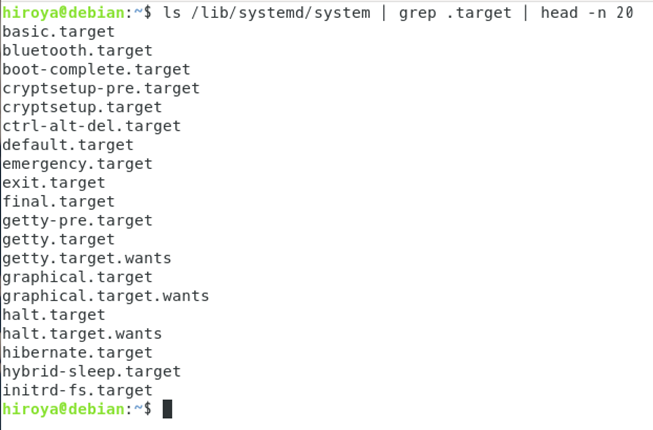 hiroya@debian:~$ ls /lib/systemd/system | grep .target | head -n 20
basic.target
bluetooth.target
boot-complete.target
cryptsetup-pre.target
cryptsetup.target
ctrl-alt-del.target
default.target
emergency.target
exit.target
final.target
getty-pre.target
getty.target
getty.target.wants
graphical.target
graphical.target.wants
halt.target
halt.target.wants
hibernate.target
hybrid-sleep.target
initrd-fs.target
hiroya@debian:~$